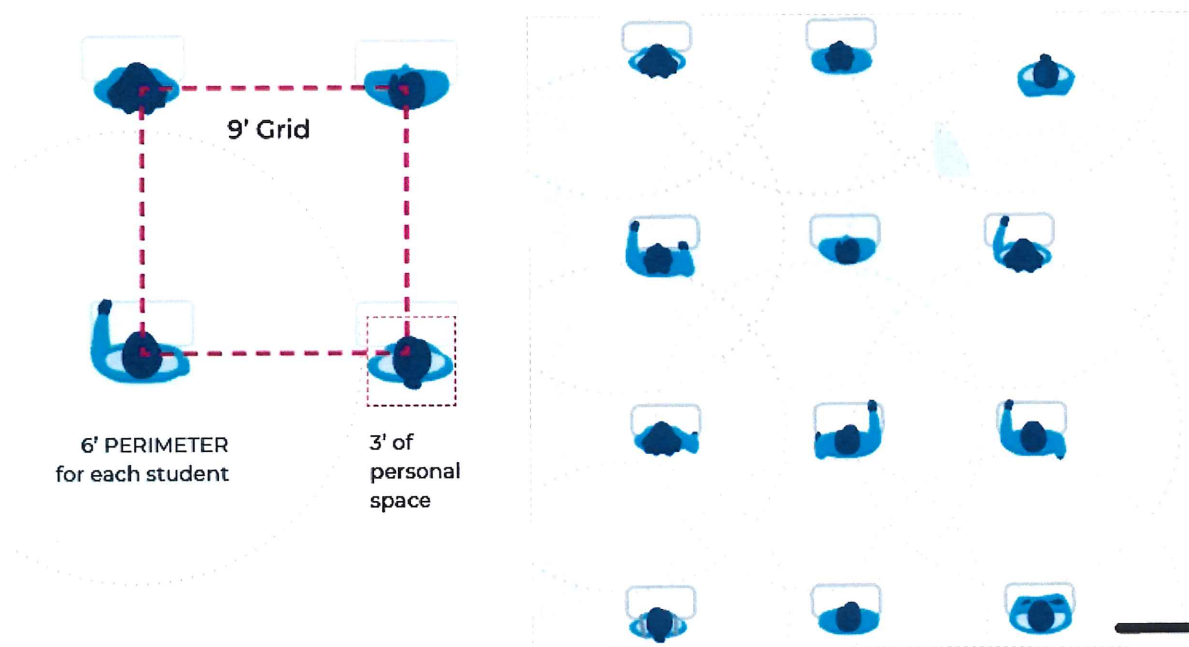 9' Grid
6' PERIMETER
for each student
3' of
personal
space